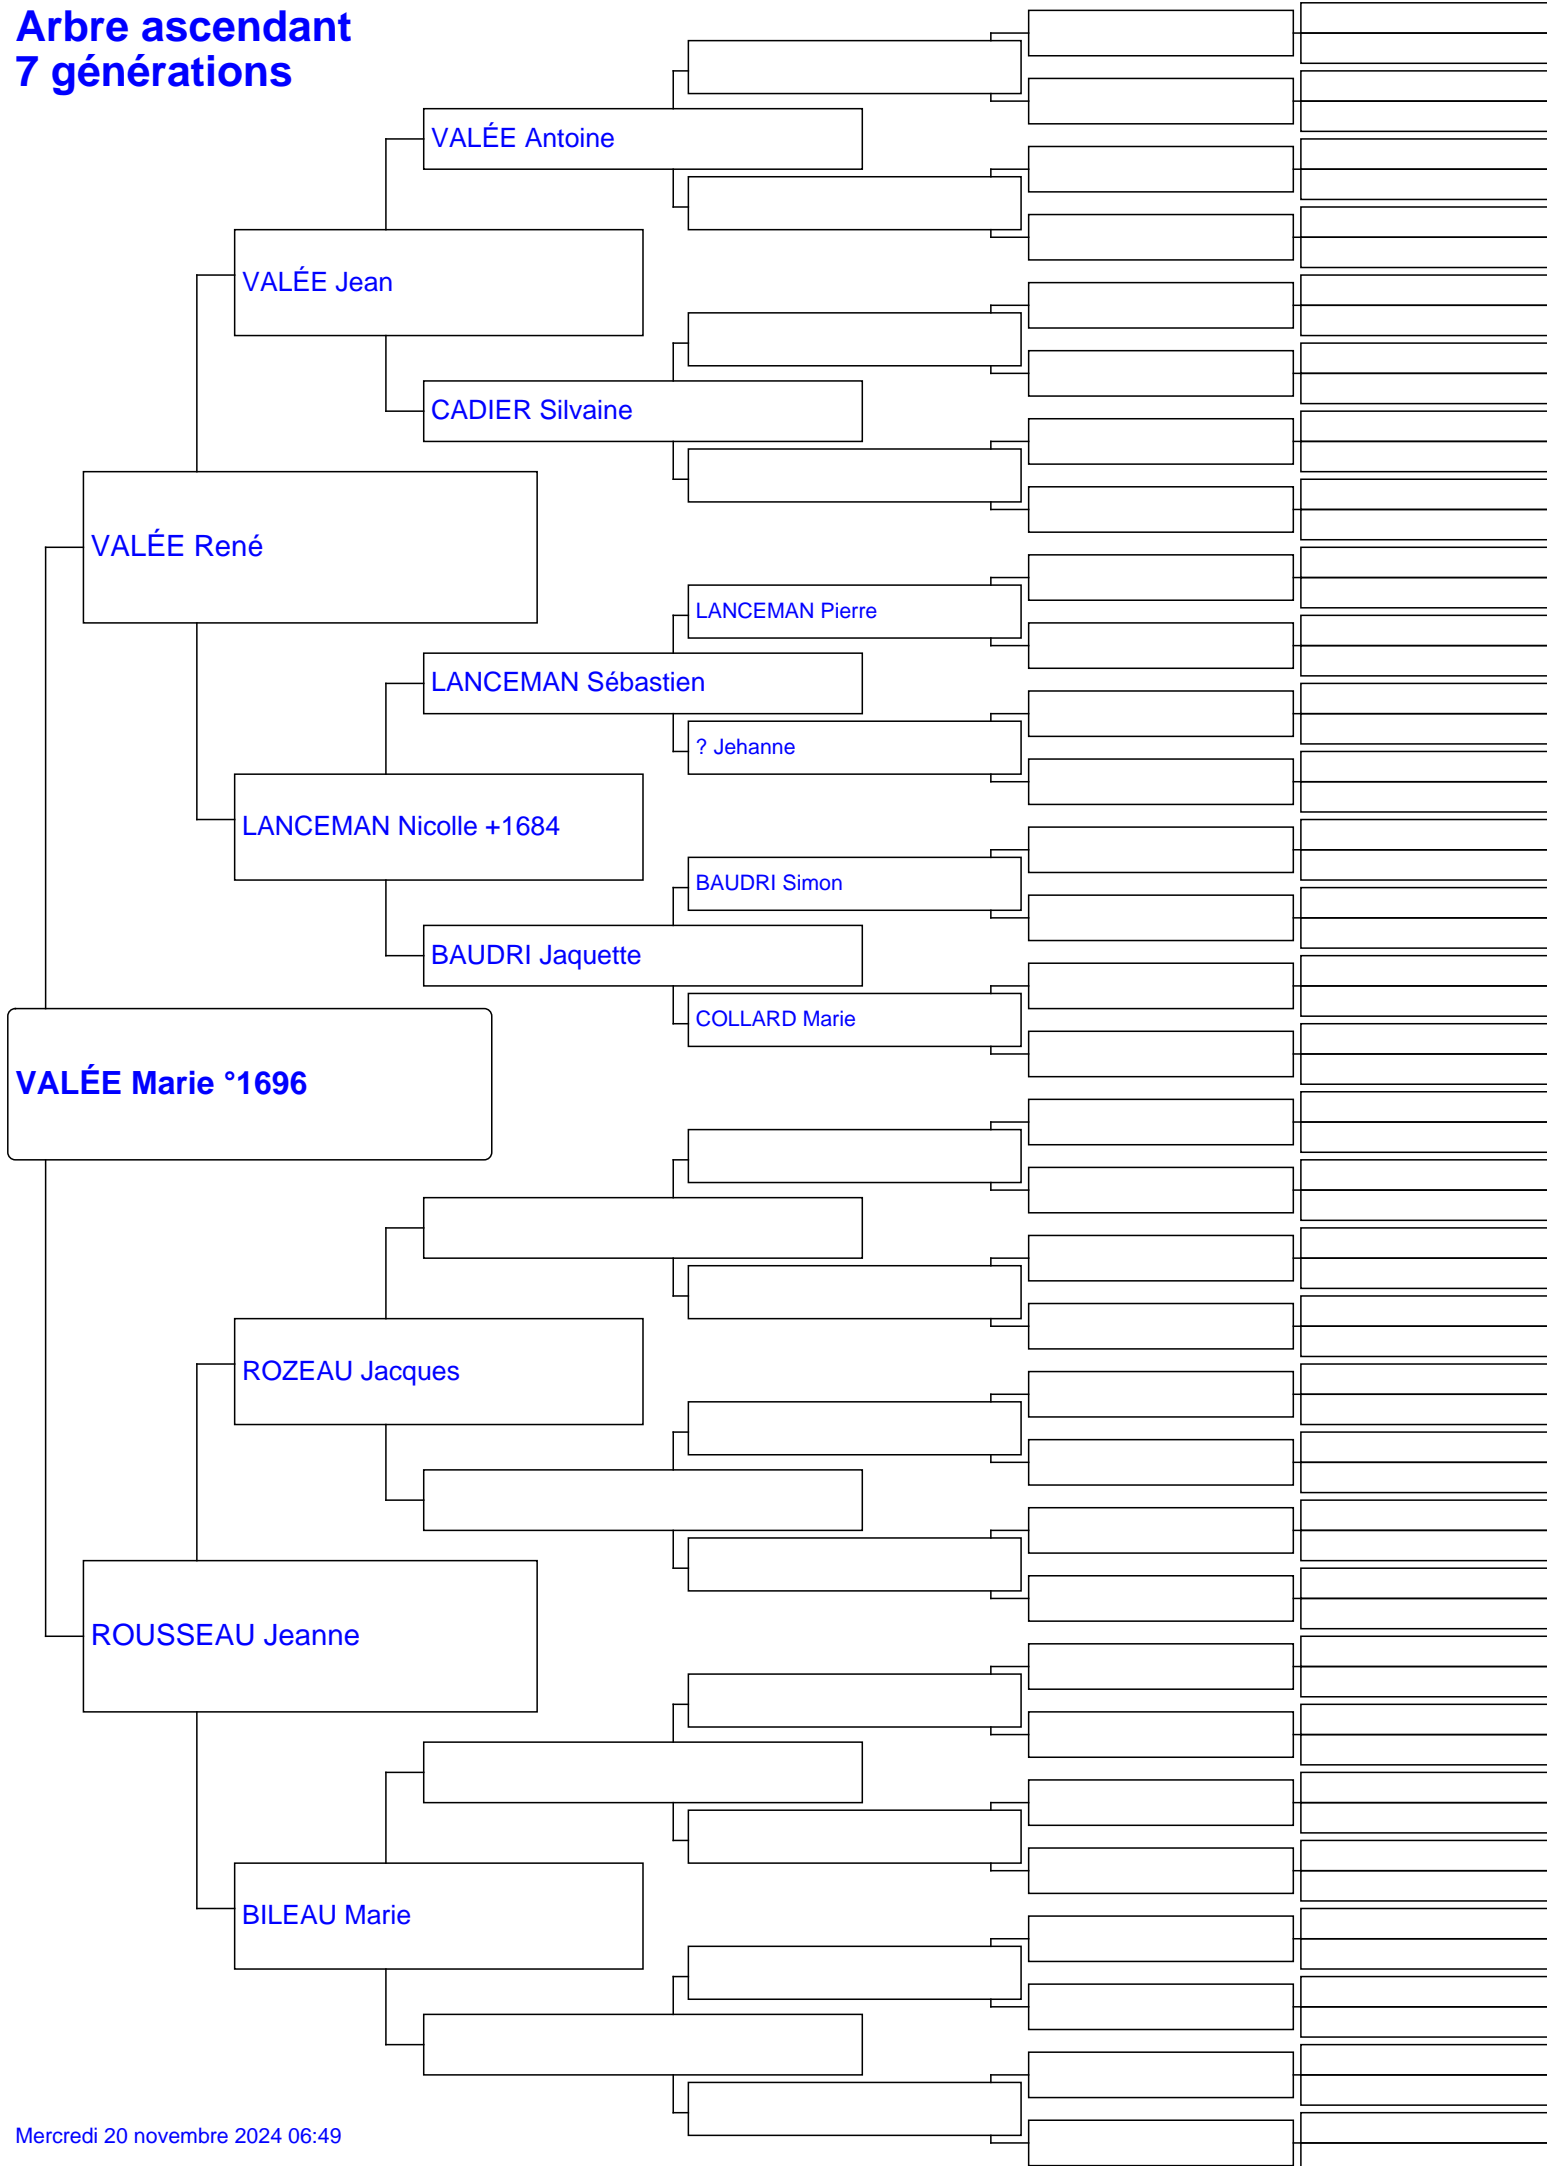 Arbre ascendant
7 générations
VALÉE Antoine
VALÉE Jean
CADIER Silvaine
VALÉE René
LANCEMAN Pierre
LANCEMAN Sébastien
? Jehanne
LANCEMAN Nicolle +1684
BAUDRI Simon
BAUDRI Jaquette
COLLARD Marie
VALÉE Marie °1696
ROZEAU Jacques
ROUSSEAU Jeanne
BILEAU Marie
Mercredi 20 novembre 2024 06:49